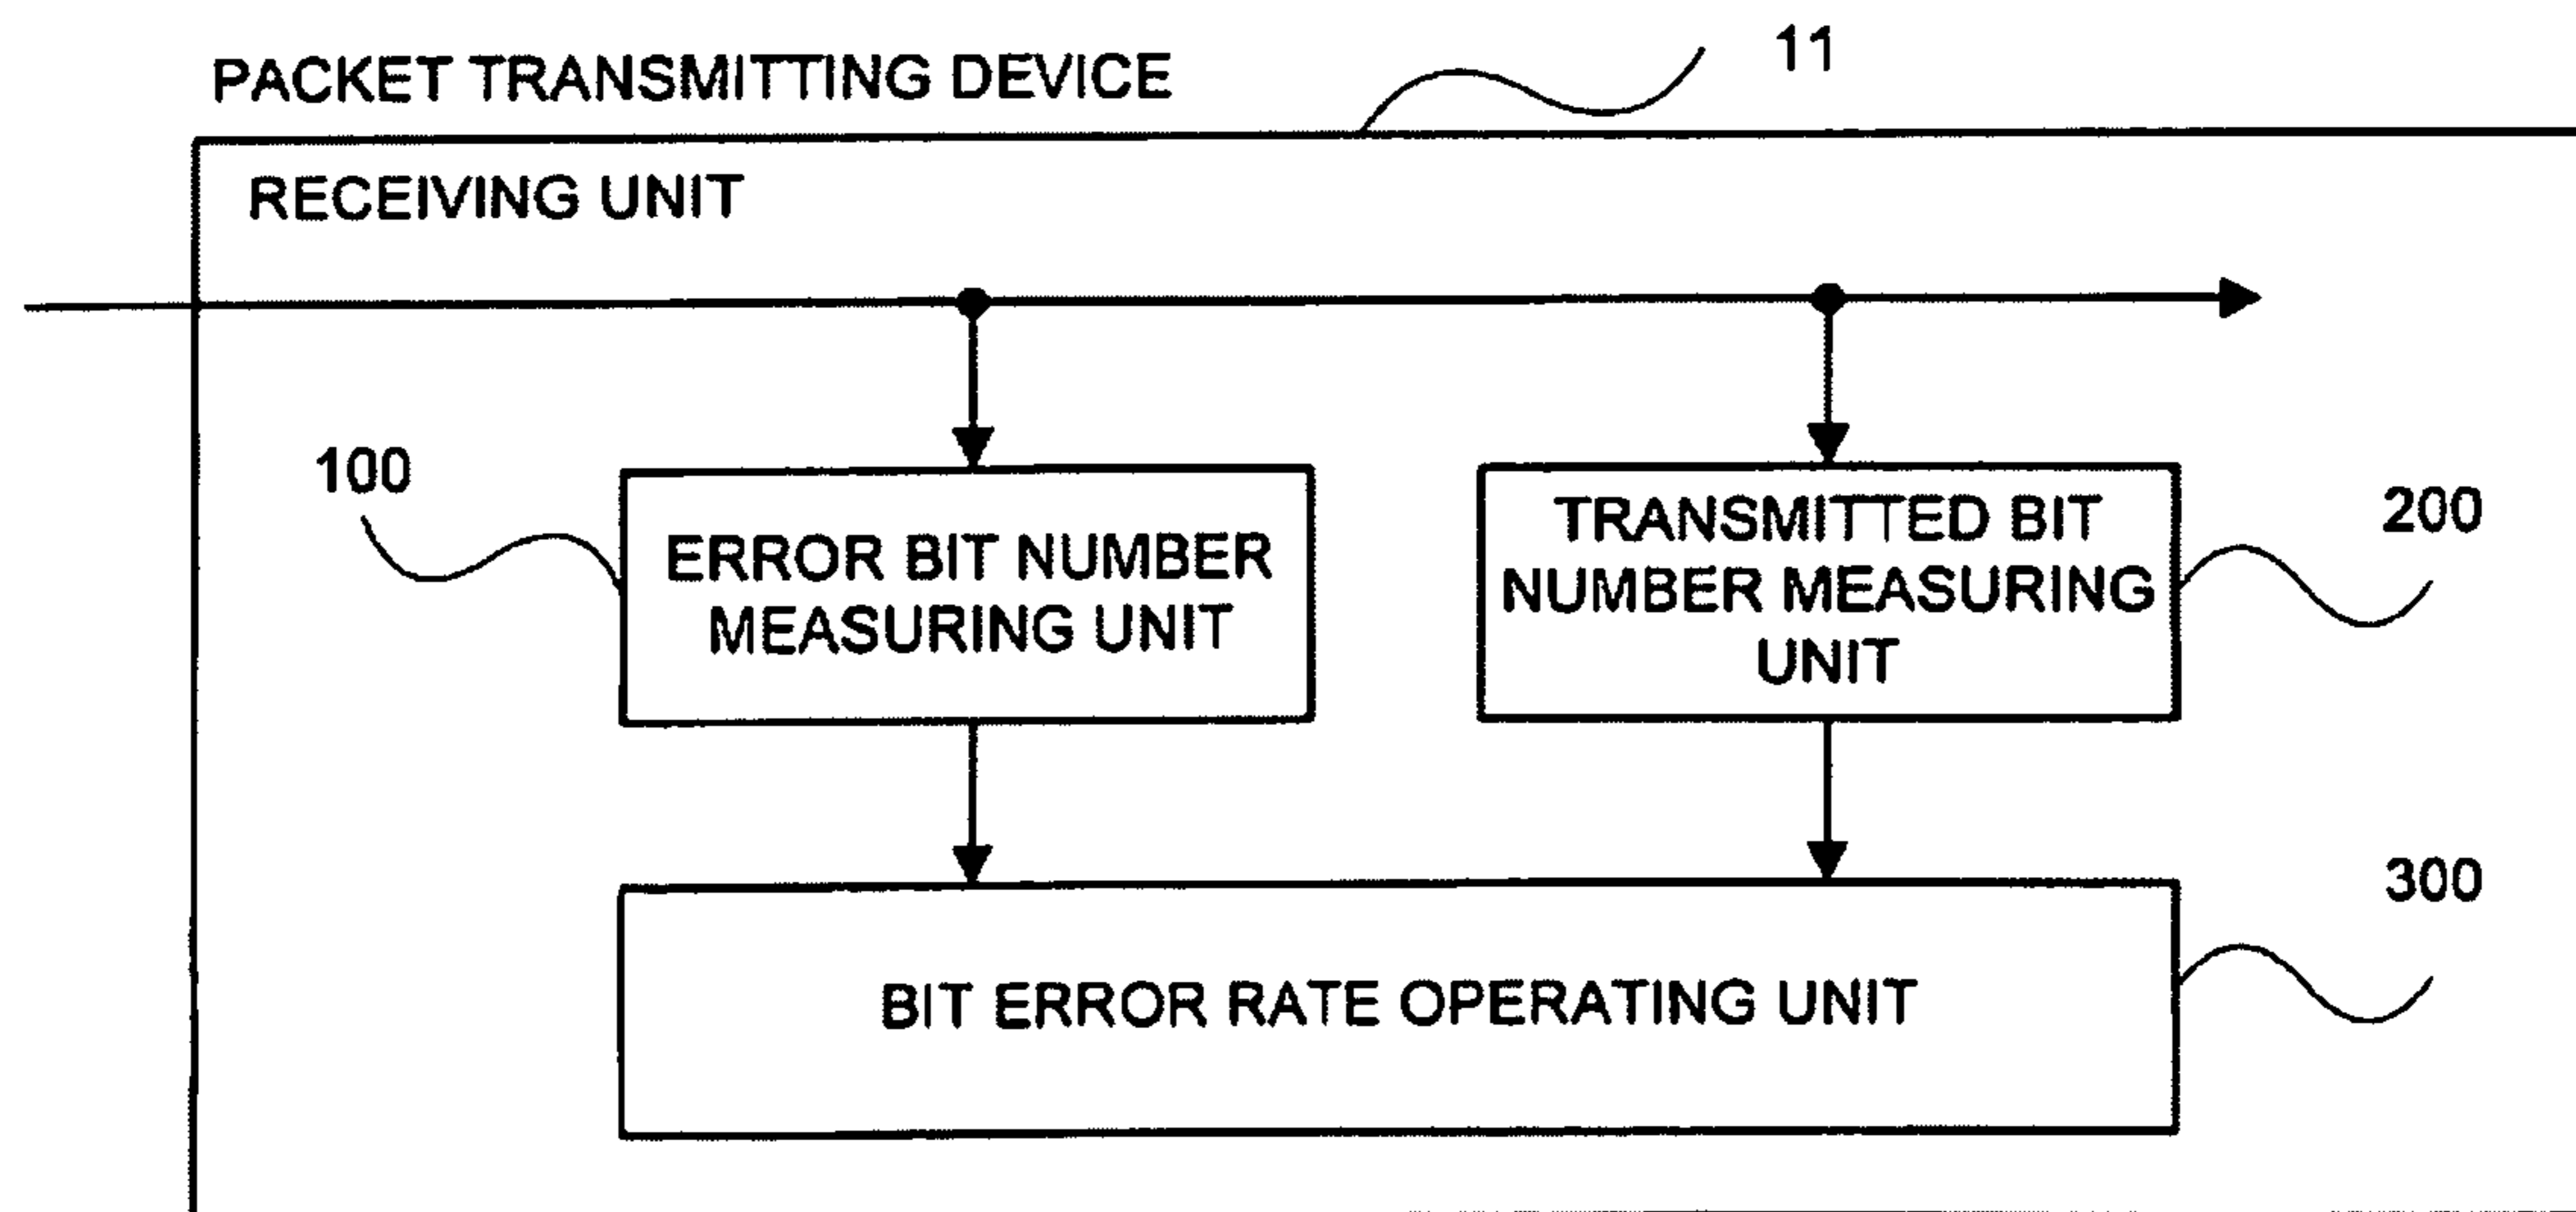 PACKET TRANSMITTING DEVICE
11
RECEIVING UNIT
100
ERROR BIT NUMBER
MEASURING UNIT
TRANSMITTED BIT
NUMBER MEASURING
UNIT
200
300
BIT ERROR RATE OPERATING UNIT